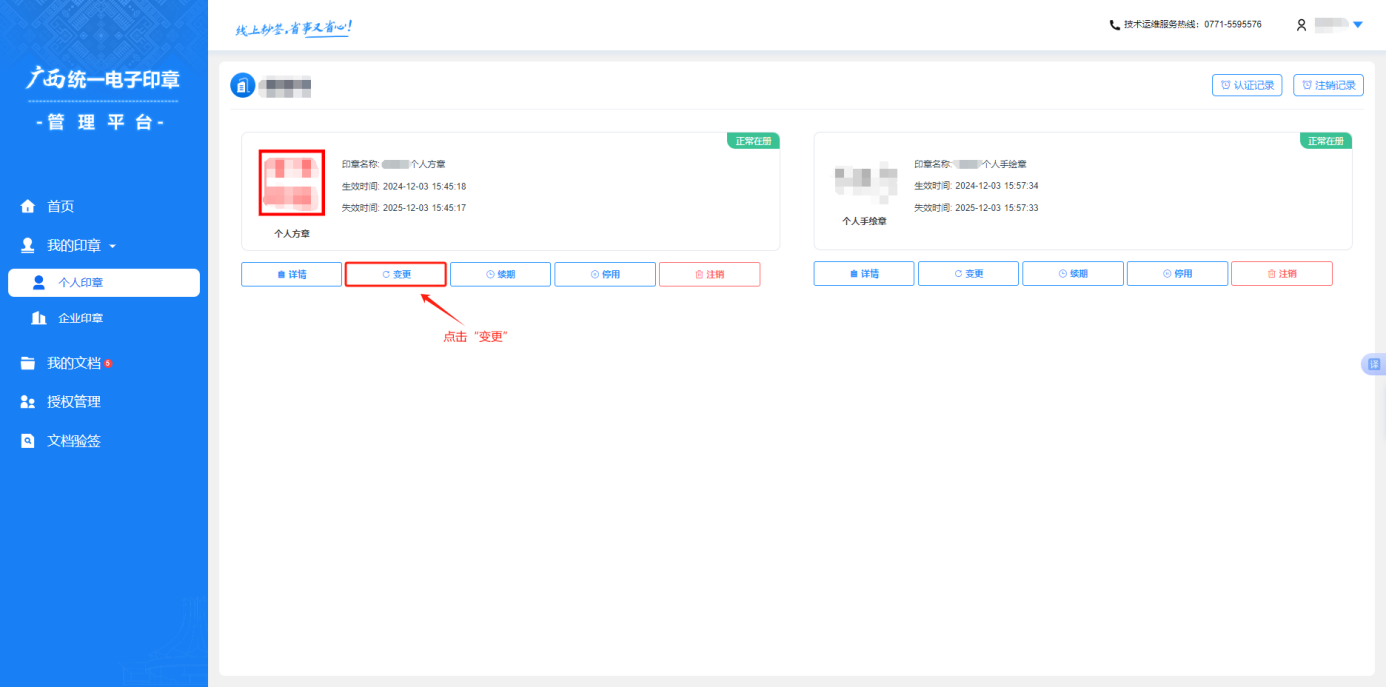 广西统一电子印章
-管理平台-
首页
我的印章
个人印章
企业印章
我的文档 6
授权管理
文档验签
线上钞签,省事又省心!
技术运维服务热线: 0771-5595576
认证记录
注销记录
正常在册
印章名称: 个人方章
生效时间: 2024-12-03 15:45:18
失效时间: 2025-12-03 15:45:17
个人方章
详情
变更
续期
停用
注销
点击“变更”
正常在册
印章名称: 个人手绘章
生效时间: 2024-12-03 15:57:34
失效时间: 2025-12-03 15:57:33
个人手绘章
详情
变更
续期
停用
注销